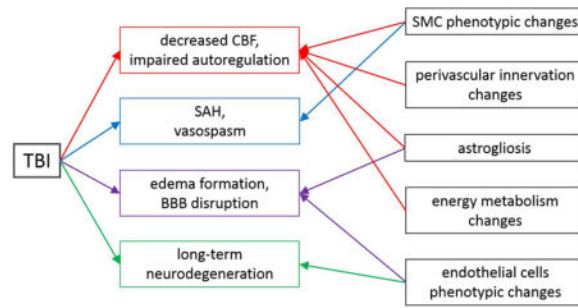 TBI
decreased CBF,
impaired autoregulation
SAH,
vasospasm
edema formation,
BBB disruption
long-term
neurodegeneration
SMC phenotypic changes
perivascular innervation
changes
astrogliosis
energy metabolism
changes
endothelial cells
phenotypic changes